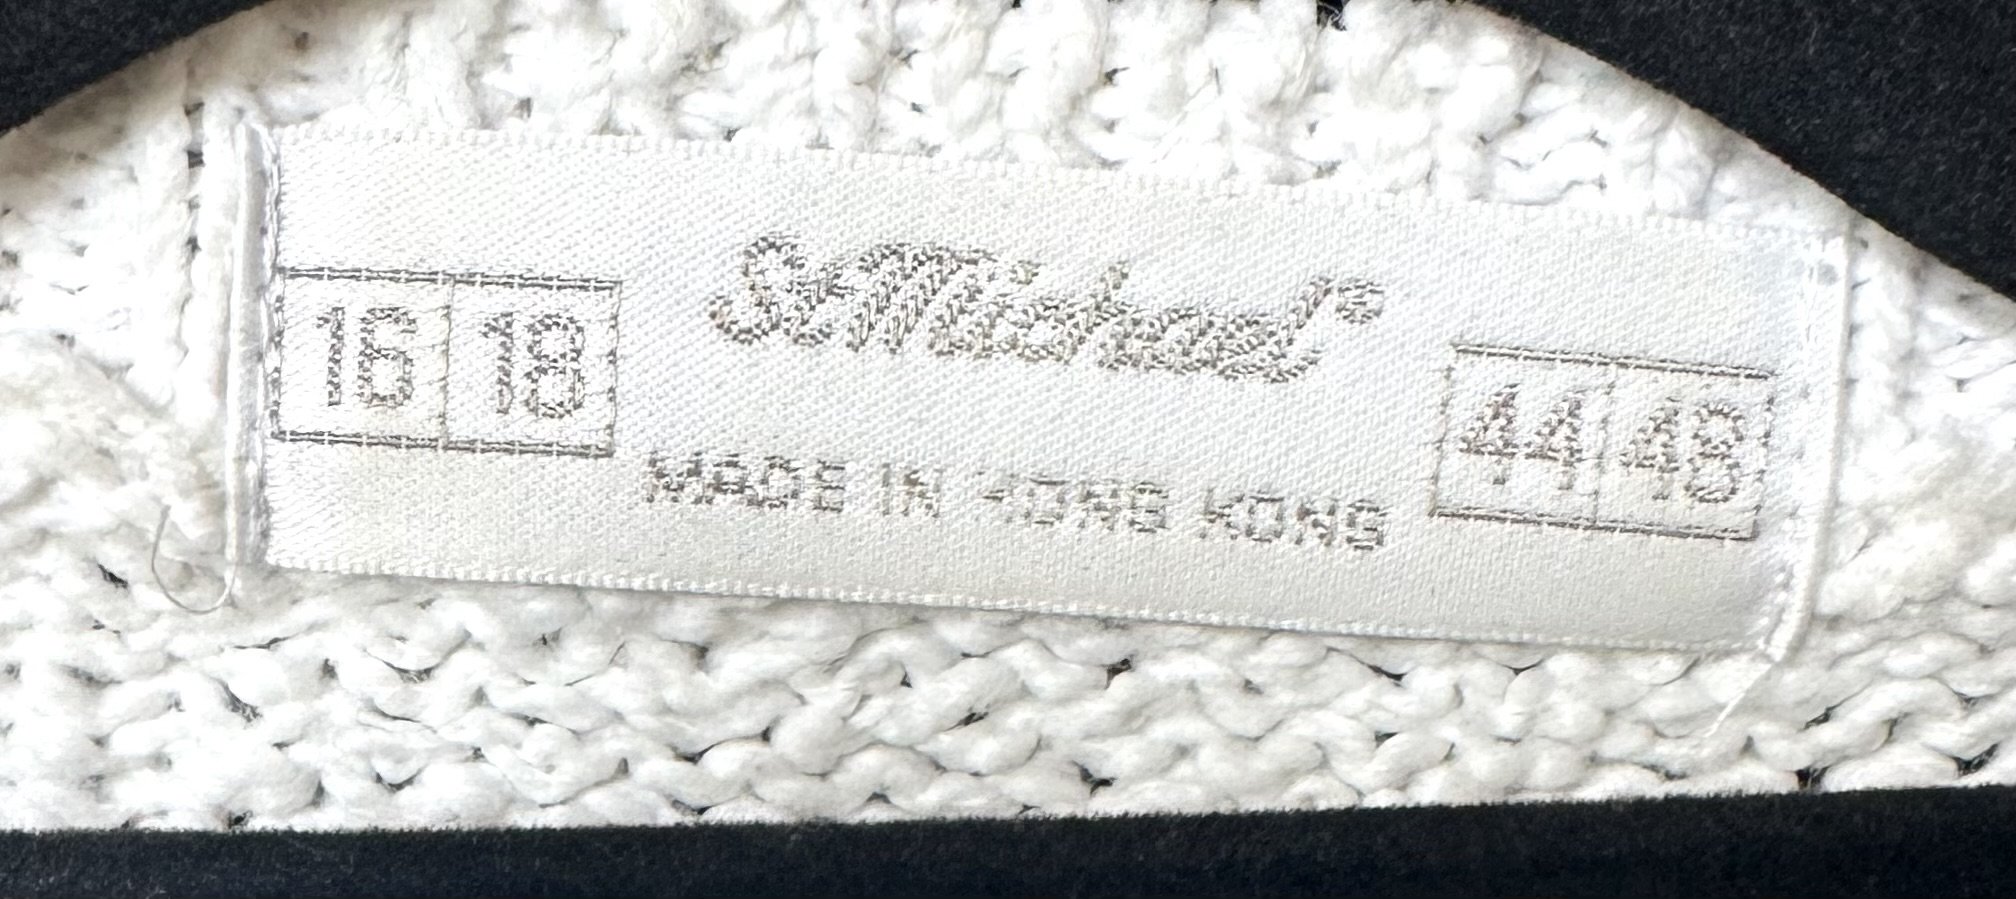 St Michael®
16 18
44 48
MADE IN HONG KONG